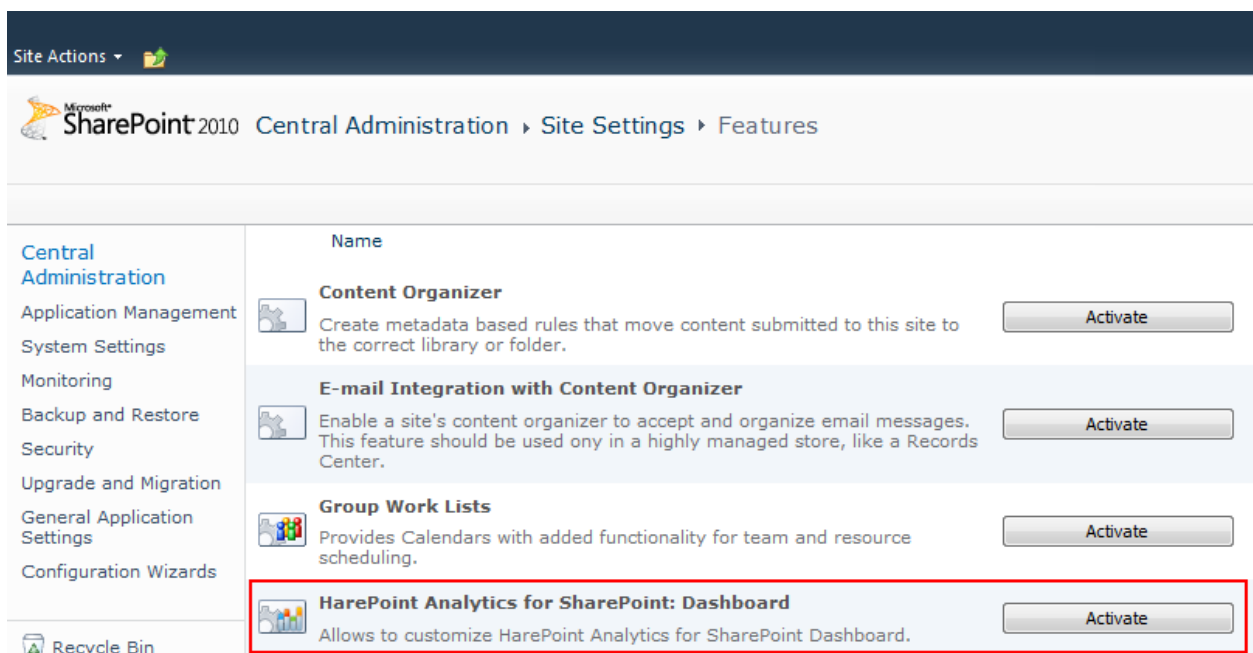 Site Actions
Microsoft®
SharePoint 2010
Central Administration ▸ Site Settings ▸ Features
Central
Administration
Application Management
System Settings
Monitoring
Backup and Restore
Security
Upgrade and Migration
General Application
Settings
Configuration Wizards
Recycle Bin
Name
Content Organizer
Create metadata based rules that move content submitted to this site to
the correct library or folder.
Activate
E-mail Integration with Content Organizer
Enable a site's content organizer to accept and organize email messages.
This feature should be used ony in a highly managed store, like a Records
Center.
Activate
Group Work Lists
Provides Calendars with added functionality for team and resource
scheduling.
Activate
HarePoint Analytics for SharePoint: Dashboard
Allows to customize HarePoint Analytics for SharePoint Dashboard.
Activate